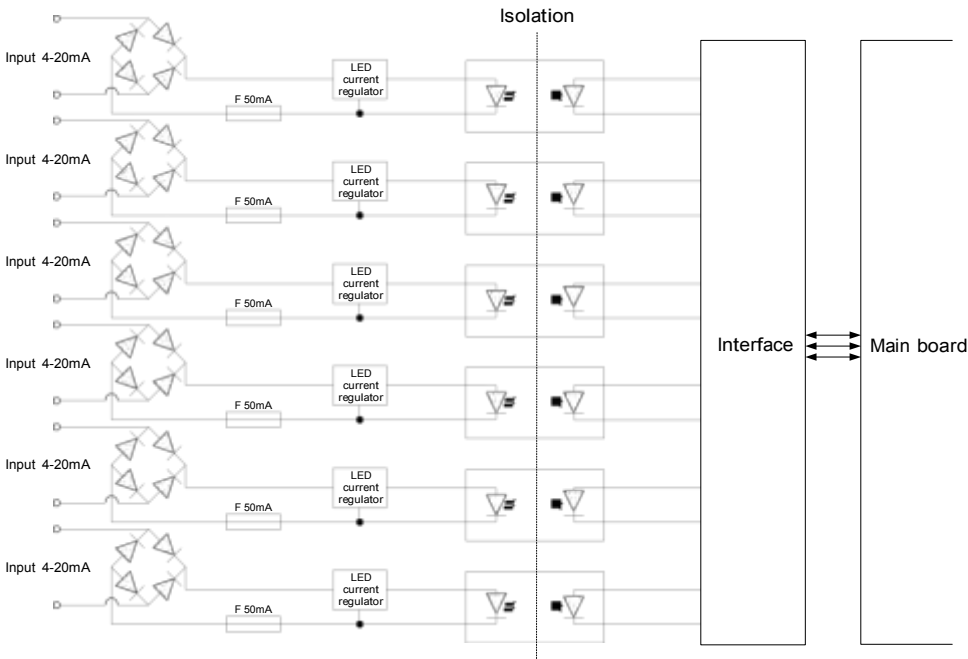 Isolation
Input 4-20mA
LED
current
regulator
F 50mA
Input 4-20mA
LED
current
regulator
F 50mA
Input 4-20mA
LED
current
regulator
F 50mA
Interface
Main board
Input 4-20mA
LED
current
regulator
F 50mA
Input 4-20mA
LED
current
regulator
F 50mA
Input 4-20mA
LED
current
regulator
F 50mA